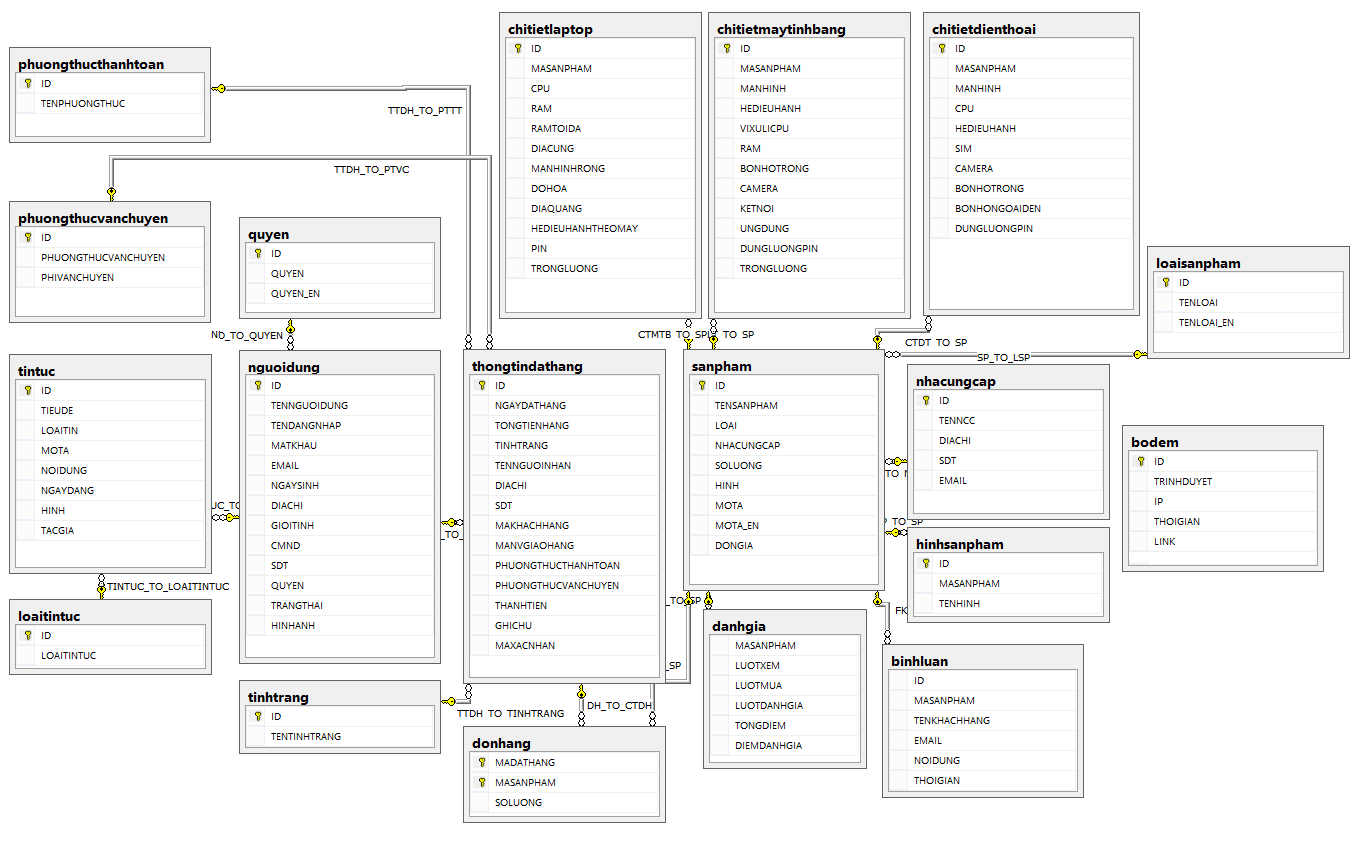 phuongthucthanhtoan
ID
TENPHUONGTHUC
TTDH_TO_PTTT
TTDH_TO_PTVC
phuongthucvanchuyen
ID
PHUONGTHUCVANCHUYEN
PHIVANCHUYEN
quyen
ID
QUYEN
QUYEN_EN
ND_TO_QUYEN
chitietlaptop
ID
MASANPHAM
CPU
RAM
RAMTOIDA
DIACUNG
MANHINHRONG
DOHOA
DIAQUANG
HEDIEUHANHTHEOMAY
PIN
TRONGLUONG
chitietmaytinhbang
ID
MASANPHAM
MANHINH
HEDIEUHANH
VIXULICPU
RAM
BONHOTRONG
CAMERA
KETNOI
UNGDUNG
DUNGLUONGPIN
TRONGLUONG
chitietdienthoai
ID
MASANPHAM
MANHINH
CPU
HEDIEUHANH
SIM
CAMERA
BONHOTRONG
BONHONGOAIDEN
DUNGLUONGPIN
loaisanpham
ID
TENLOAI
TENLOAI_EN
CTMTB_TO_SP
TO_SP
CTDT_TO_SP
SP_TO_LSP
tintuc
ID
TIEUDE
LOAITIN
MOTA
NOIDUNG
NGAYDANG
HINH
TACGIA
TINTUC_TO_LOAITINTUC
loaitintuc
ID
LOAITINTUC
nguoidung
ID
TENNGUOIDUNG
TENDANGNHAP
MATKHAU
EMAIL
NGAYSINH
DIACHI
GIOITINH
CMND
SDT
QUYEN
TRANGTHAI
HINHANH
thongtindathang
ID
NGAYDATHANG
TONGTIENHANG
TINHTRANG
TENNGUOINHAN
DIACHI
SDT
MAKHACHHANG
MANVGIAOHANG
PHUONGTHUCTHANHTOAN
PHUONGTHUCVANCHUYEN
THANHTIEN
GHICHU
MAXACNHAN
sanpham
ID
TENSANPHAM
LOAI
NHACUNGCAP
SOLUONG
HINH
MOTA
MOTA_EN
DONGIA
nhacungcap
ID
TENNCC
DIACHI
SDT
EMAIL
bodem
ID
TRINHDUYET
IP
THOIGIAN
LINK
_TO_SP
hinhsanpham
ID
MASANPHAM
TENHINH
_TO_SP
_SP
FK
tinhtrang
ID
TENTINHTRANG
TTDH_TO_TINHTRANG
DH_TO_CTDH
donhang
MADATHANG
MASANPHAM
SOLUONG
danhgia
MASANPHAM
LUOTXEM
LUOTMUA
LUOTDANHGIA
TONGDIEM
DIEMDANHGIA
binhluan
ID
MASANPHAM
TENKHACHHANG
EMAIL
NOIDUNG
THOIGIAN